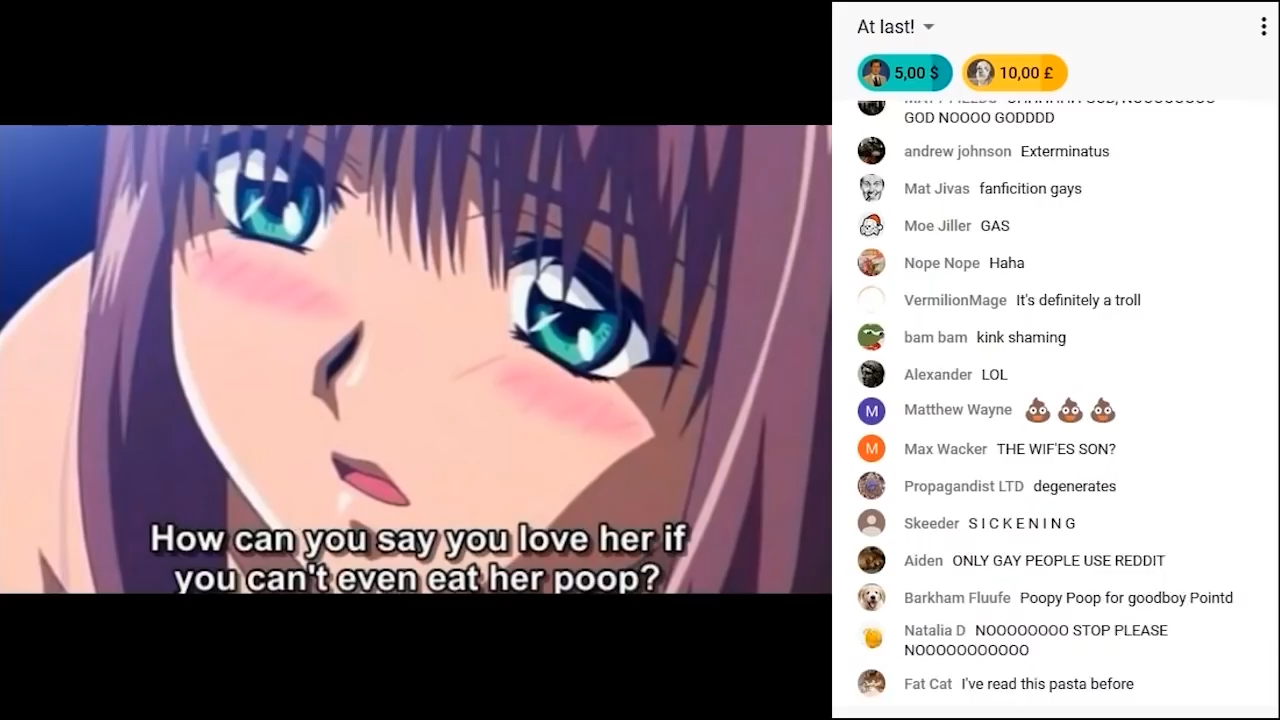 How can you say you love her if
you can't even eat her poop?
At last!
5,00 $ 10,00 £
GOD NOOOO GODDDD
andrew johnson Exterminatus
Mat Jivas fanficition gays
Moe Jiller GAS
Nope Nope Haha
VermilionMage It's definitely a troll
bam bam kink shaming
Alexander LOL
M Matthew Wayne 💩 💩 💩
M Max Wacker THE WIF'ES SON?
Propagandist LTD degenerates
Skeeder S I C K E N I N G
Aiden ONLY GAY PEOPLE USE REDDIT
Barkham Fluufe Poopy Poop for goodboy Pointd
Natalia D NOOOOOOOO STOP PLEASE
NOOOOOOOOOOO
Fat Cat I've read this pasta before